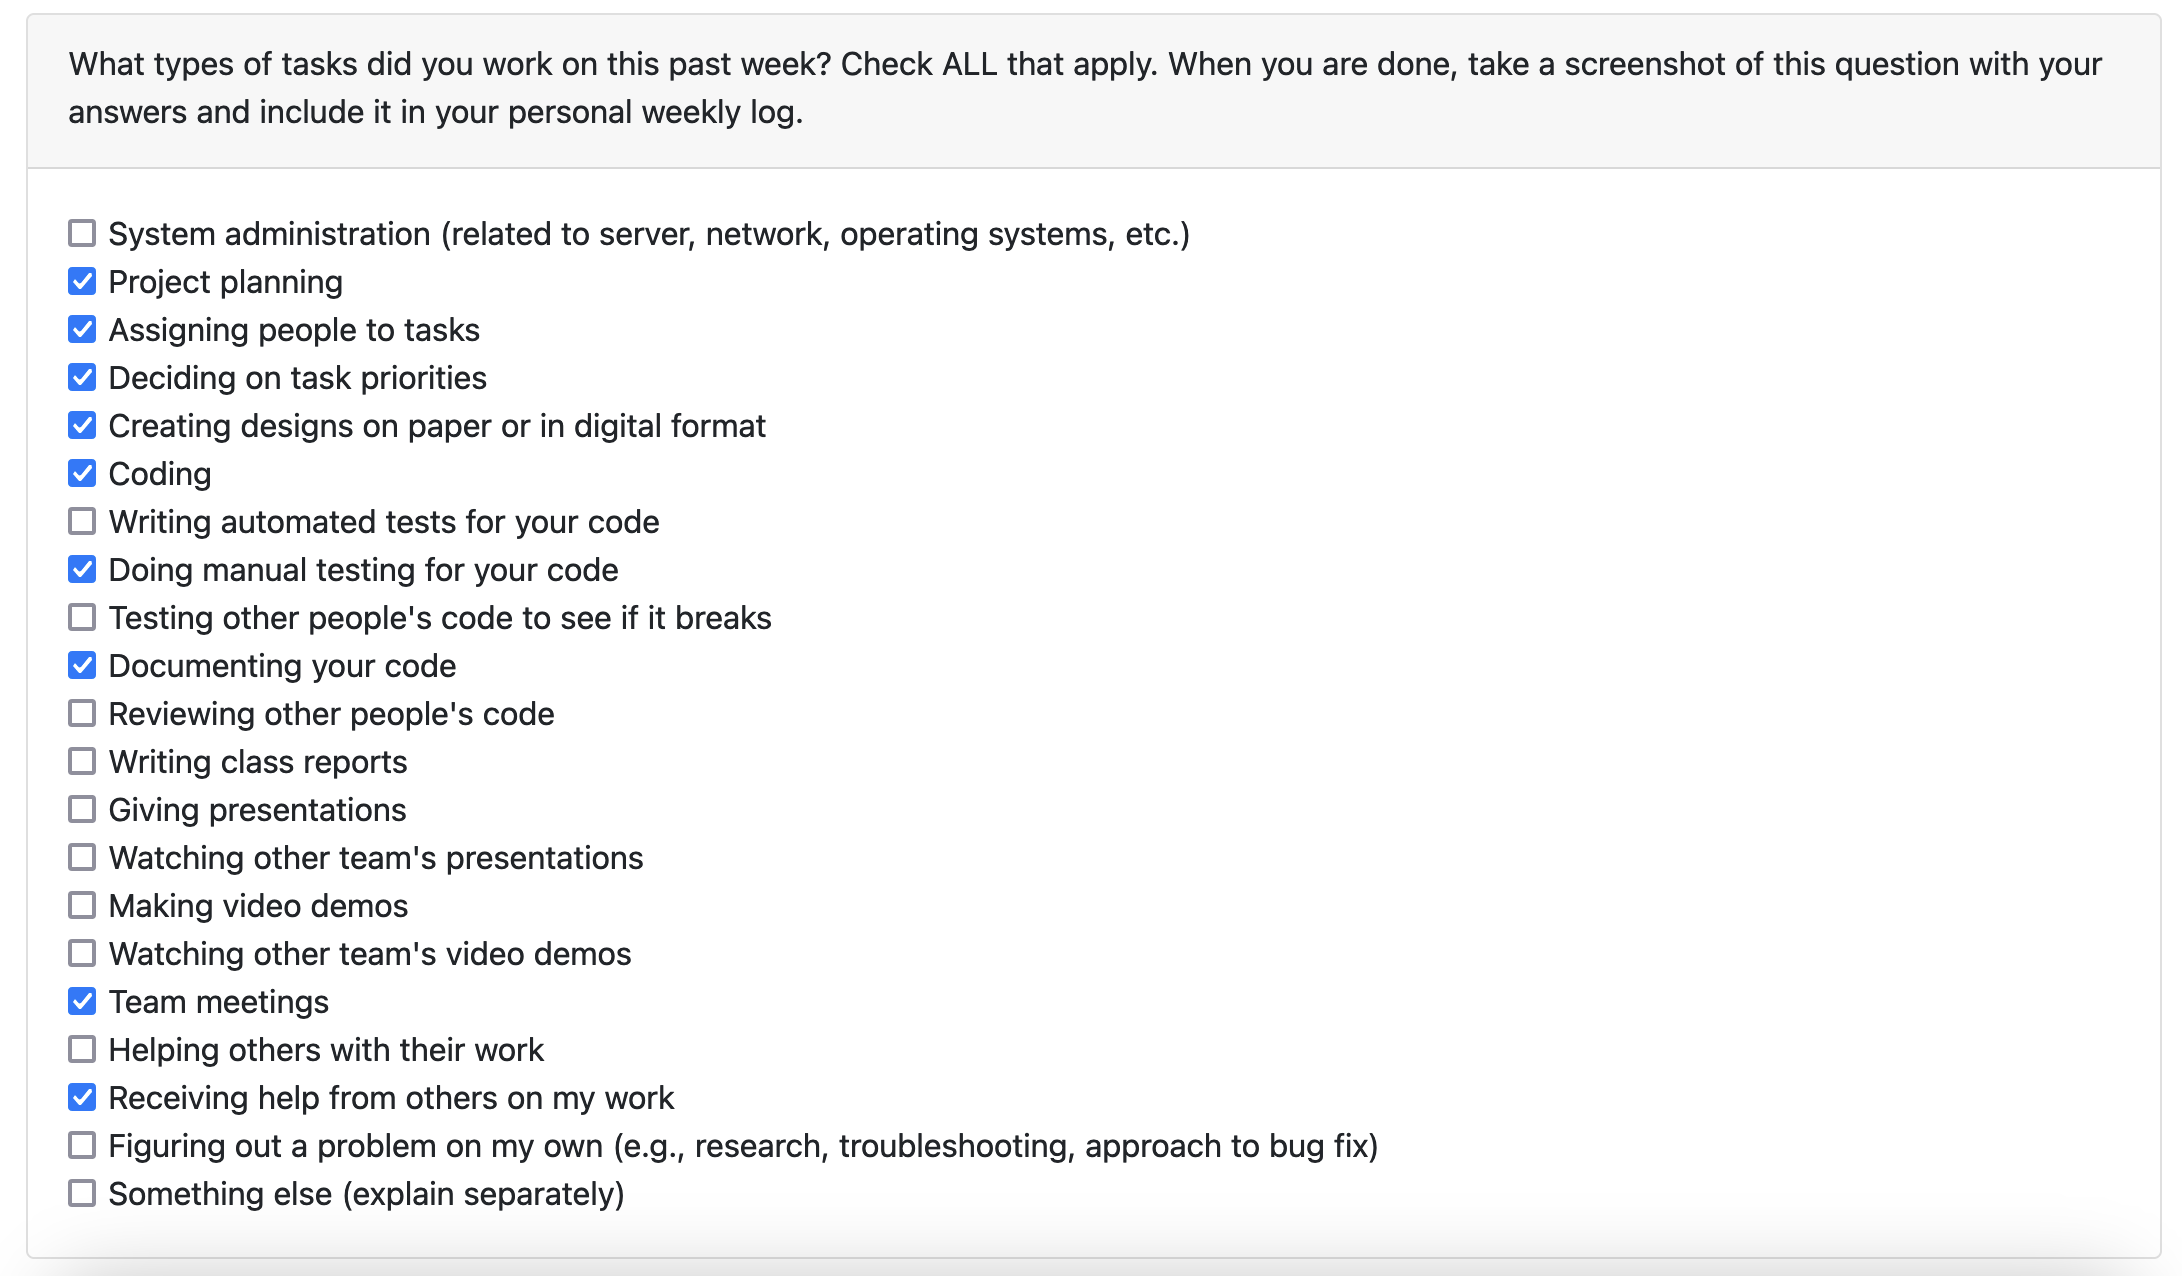 What types of tasks did you work on this past week? Check ALL that apply. When you are done, take a screenshot of this question with your
answers and include it in your personal weekly log.
System administration (related to server, network, operating systems, etc.)
Project planning
Assigning people to tasks
Deciding on task priorities
Creating designs on paper or in digital format
Coding
Writing automated tests for your code
Doing manual testing for your code
Testing other people's code to see if it breaks
Documenting your code
Reviewing other people's code
Writing class reports
Giving presentations
Watching other team's presentations
Making video demos
Watching other team's video demos
Team meetings
Helping others with their work
Receiving help from others on my work
Figuring out a problem on my own (e.g., research, troubleshooting, approach to bug fix)
Something else (explain separately)